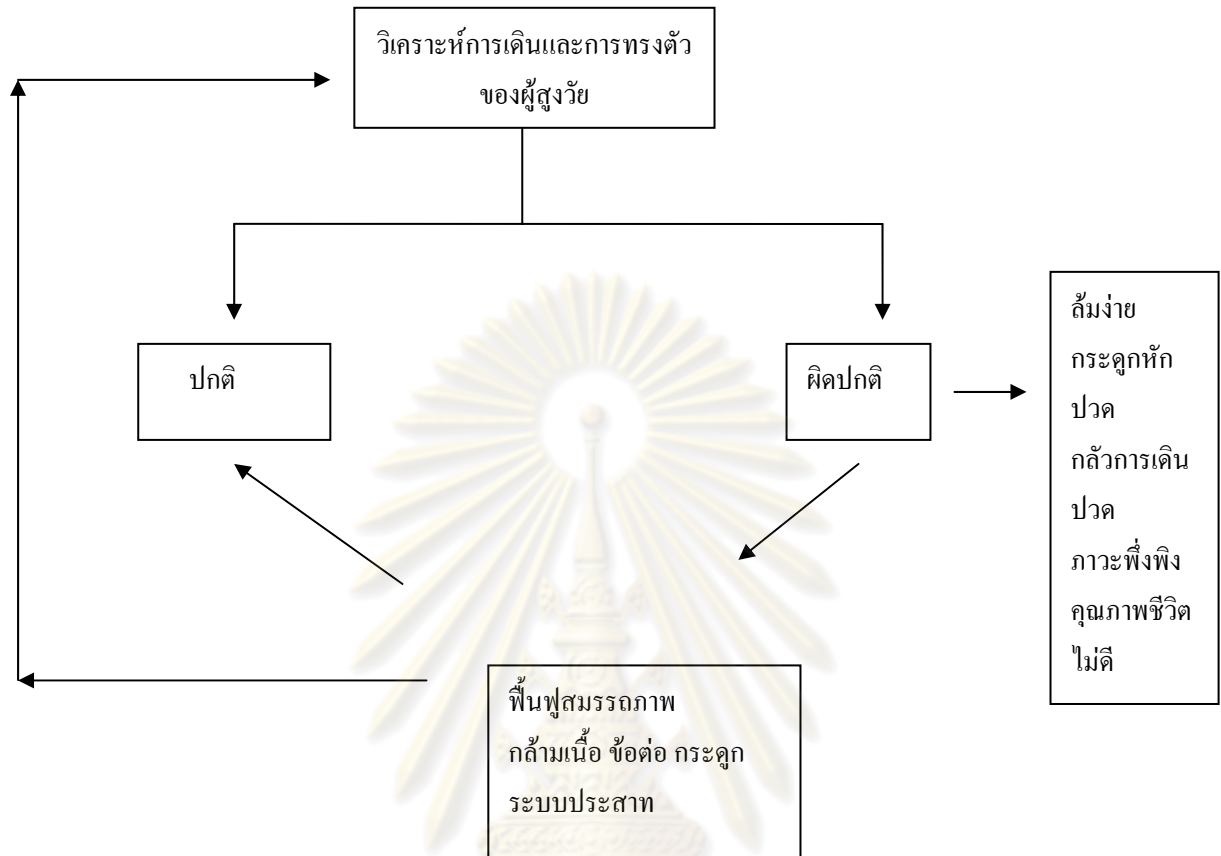 วิเคราะห์การเดินและการทรงตัว
ของผู้สูงวัย
ปกติ
ผิดปกติ
ล้มง่าย
กระดูกหัก
ปวด
กลัวการเดิน
ปวด
ภาวะพึ่งพิง
คุณภาพชีวิต
ไม่ดี
ฟื้นฟูสมรรถภาพ
กล้ามเนื้อ ข้อต่อ กระดูก
ระบบประสาท